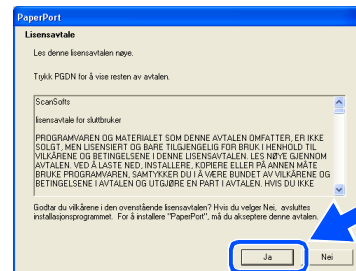 PaperPort
Lisensavtale
Les denne lisensavtalen nøye.
Trykk PGDN for å vise resten av avtalen.
ScanSofts
lisensavtale for sluttbruker
PROGRAMVAREN OG MATERIALET SOM DENNE AVTALEN OMFATTER, ER IKKE
SOLGT, MEN LISENSIERT OG BARE TILGJENGELIG FOR BRUK I HENHOLD TIL
VILKÅRENE OG BETINGELSENE I DENNE LISENSAVTALEN. LES NØYE GJENNOM
AVTALEN. VED Å LASTE NED, INSTALLERE, KOPIERE ELLER PÅ ANNEN MÅTE
BRUKE PROGRAMVAREN, SAMTYKKER DU I Å VÆRE BUNDET AV VILKÅRENE OG
BETINGELSENE I AVTALEN OG UTGJØRE EN PART I AVTALEN. HVIS DU IKKE
Godtar du vilkårene i den ovenstående lisensavtalen? Hvis du velger Nei, avsluttes
installasjonsprogrammet. For å installere "PaperPort", må du akseptere denne avtalen.
Ja
Nei